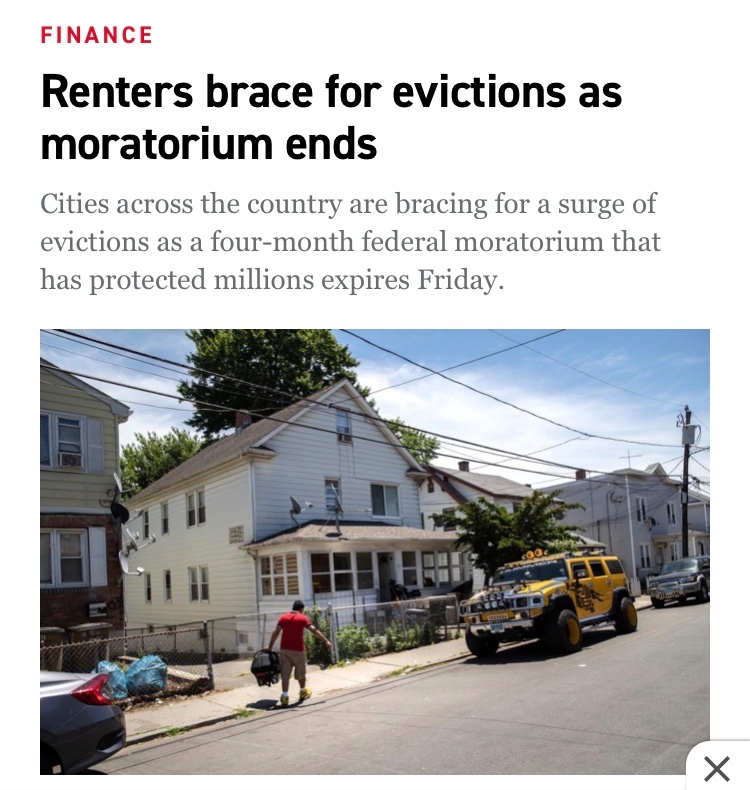 FINANCE
Renters brace for evictions as
moratorium ends
Cities across the country are bracing for a surge of
evictions as a four-month federal moratorium that
has protected millions expires Friday.